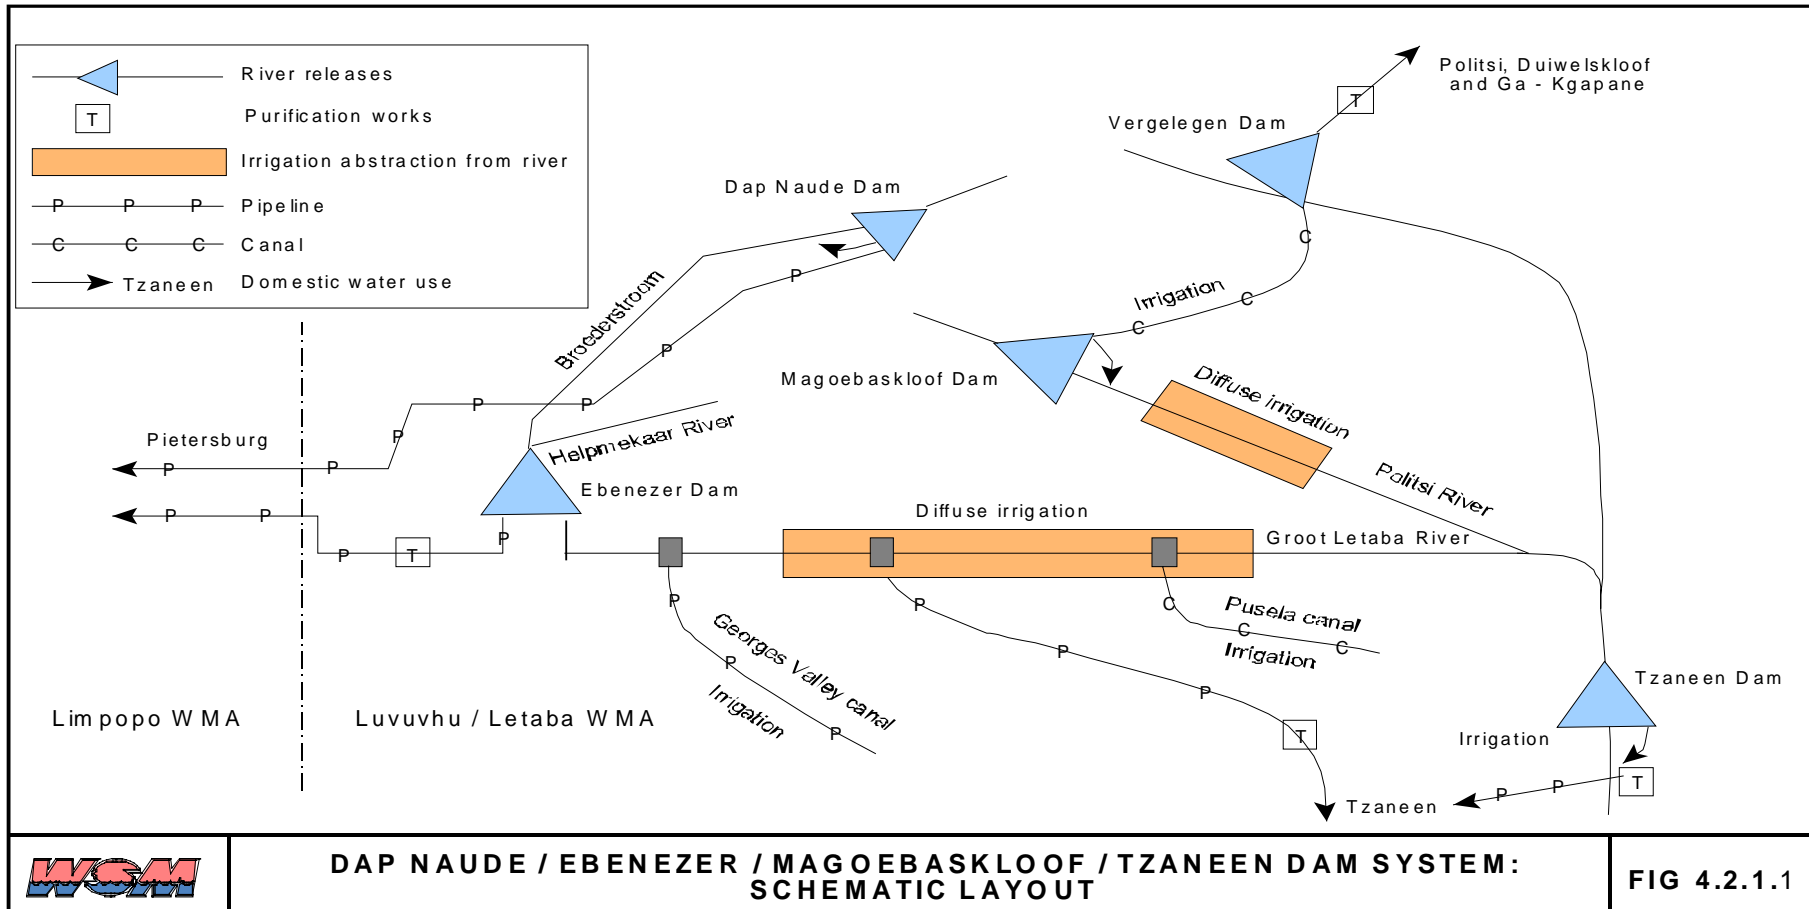 River releases
T
Purification works
Irrigation abstraction from river
P P P Pipeline
C C C Canal
Tzaneen Domestic water use
Politsi, Duiwelskloof
and Ga - Kgapane
T
Vergelegen Dam
Dap Naude Dam
C
P
Irrigation
C
C
Broederstroom
P
Magoebaskloof Dam
Diffuse irrigation
P
P
P
Helpmekaar River
Pietersburg
P
P
Politsi River
Ebenezer Dam
P
P
Diffuse irrigation
P
T
P
Groot Letaba River
P
P
C
Pusela canal
C
C
Irrigation
Georges Valley canal
P
P
Irrigation
P
P
T
Tzaneen Dam
Limpopo WMA
Luvuvhu / Letaba WMA
Irrigation
T
P
P
Tzaneen
WSM
DAP NAUDE / EBENEZER / MAGOEBASKLOOF / TZANEEN DAM SYSTEM:
SCHEMATIC LAYOUT
FIG 4.2.1.1